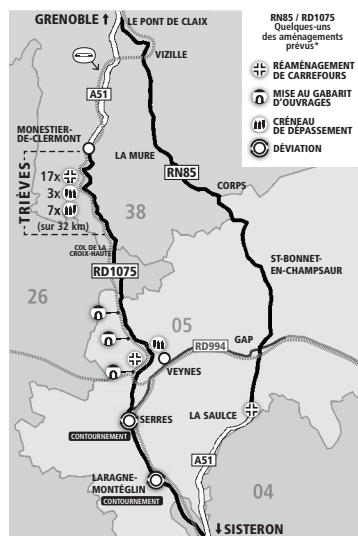 GRENOBLE
LE PONT DE CLAIX
VIZILLE
A51
MONESTIER-
DE-CLERMONT
LA MURE
RN85
CORPS
TRIÈVES
17x
3x
7x
(sur 32 km)
38
COL DE LA
CROIX-HAUTE
RD1075
ST-BONNET-
EN-CHAMPSAUR
26
05
RD994
GAP
VEYNES
SERRES
CONTOURNEMENT
LA SAULCE
A51
LARAGNE-
MONTÉGLIN
CONTOURNEMENT
04
SISTERON
RN85 / RD1075
Quelques-uns
des aménagements
prévus*
RÉAMÉNAGEMENT
DE CARREFOURS
MISE AU GABARIT
D'OUVRAGES
CRÉNEAU
DE DÉPASSEMENT
DÉVIATION